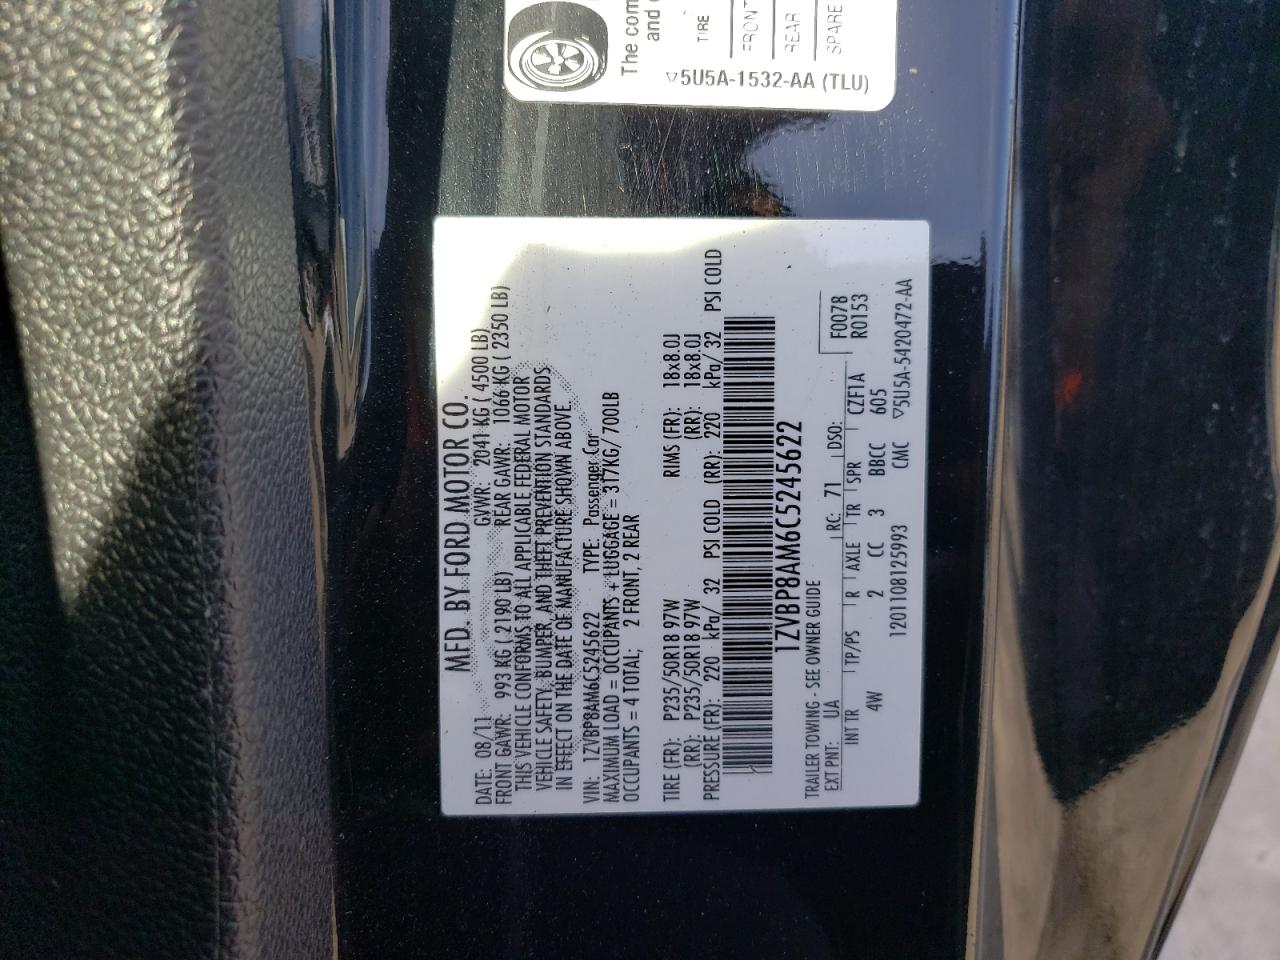 The com
and c
TIRE
FRONT
REAR
SPARE
▽5U5A-1532-AA (TLU)
MFD. BY FORD MOTOR CO.
DATE: 08/11 GVWR: 2041 KG ( 4500 LB)
FRONT GAWR: 993 KG ( 2190 LB) REAR GAWR: 1066 KG ( 2350 LB)
THIS VEHICLE CONFORMS TO ALL APPLICABLE FEDERAL MOTOR
VEHICLE SAFETY, BUMPER, AND THEFT PREVENTION STANDARDS
IN EFFECT ON THE DATE OF MANUFACTURE SHOWN ABOVE.
VIN: 1ZVBP8AM6C5245622 TYPE: Passenger Car
MAXIMUM LOAD = OCCUPANTS + LUGGAGE = 317KG/ 700LB
OCCUPANTS = 4 TOTAL; 2 FRONT, 2 REAR
TIRE (FR): P235/50R18 97W RIMS (FR): 18x8.0J
(RR): P235/50R18 97W (RR): 18x8.0J
PRESSURE (FR): 220 kPa/ 32 PSI COLD (RR): 220 kPa/ 32 PSI COLD
1ZVBP8AM6C5245622
TRAILER TOWING - SEE OWNER GUIDE
F0078
EXT PNT: UA RC: 71 DSO: R0153
INT TR TP/PS R AXLE TR SPR CZF1A
4W 2 CC 3 BBCC 605
1201108125993 CMC ▽5U5A-5420472-AA